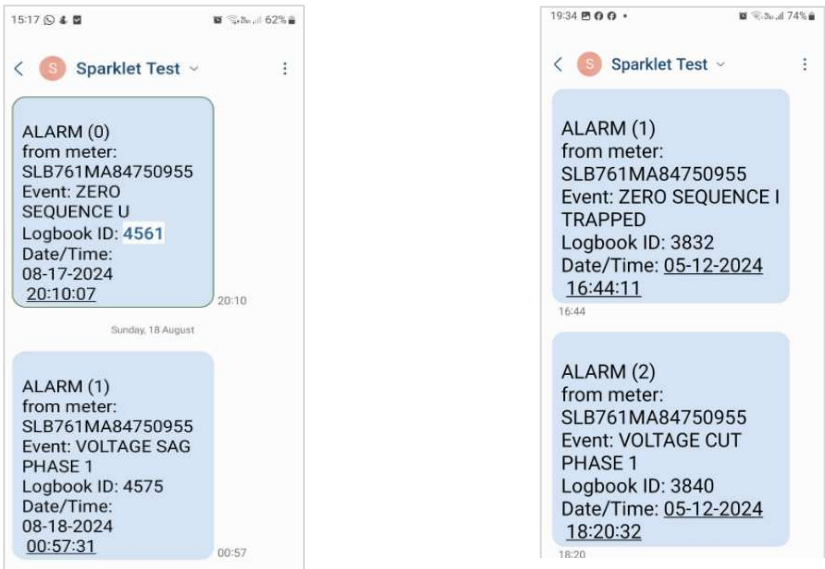 15:17
62%
S Sparklet Test
ALARM (0)
from meter:
SLB761MA84750955
Event: ZERO
SEQUENCE U
Logbook ID: 4561
Date/Time:
08-17-2024
20:10:07
20:10
Sunday, 18 August
ALARM (1)
from meter:
SLB761MA84750955
Event: VOLTAGE SAG
PHASE 1
Logbook ID: 4575
Date/Time:
08-18-2024
00:57:31
00:57
19:34
74%
S Sparklet Test
ALARM (1)
from meter:
SLB761MA84750955
Event: ZERO SEQUENCE I
TRAPPED
Logbook ID: 3832
Date/Time: 05-12-2024
16:44:11
16:44
ALARM (2)
from meter:
SLB761MA84750955
Event: VOLTAGE CUT
PHASE 1
Logbook ID: 3840
Date/Time: 05-12-2024
18:20:32
18:20